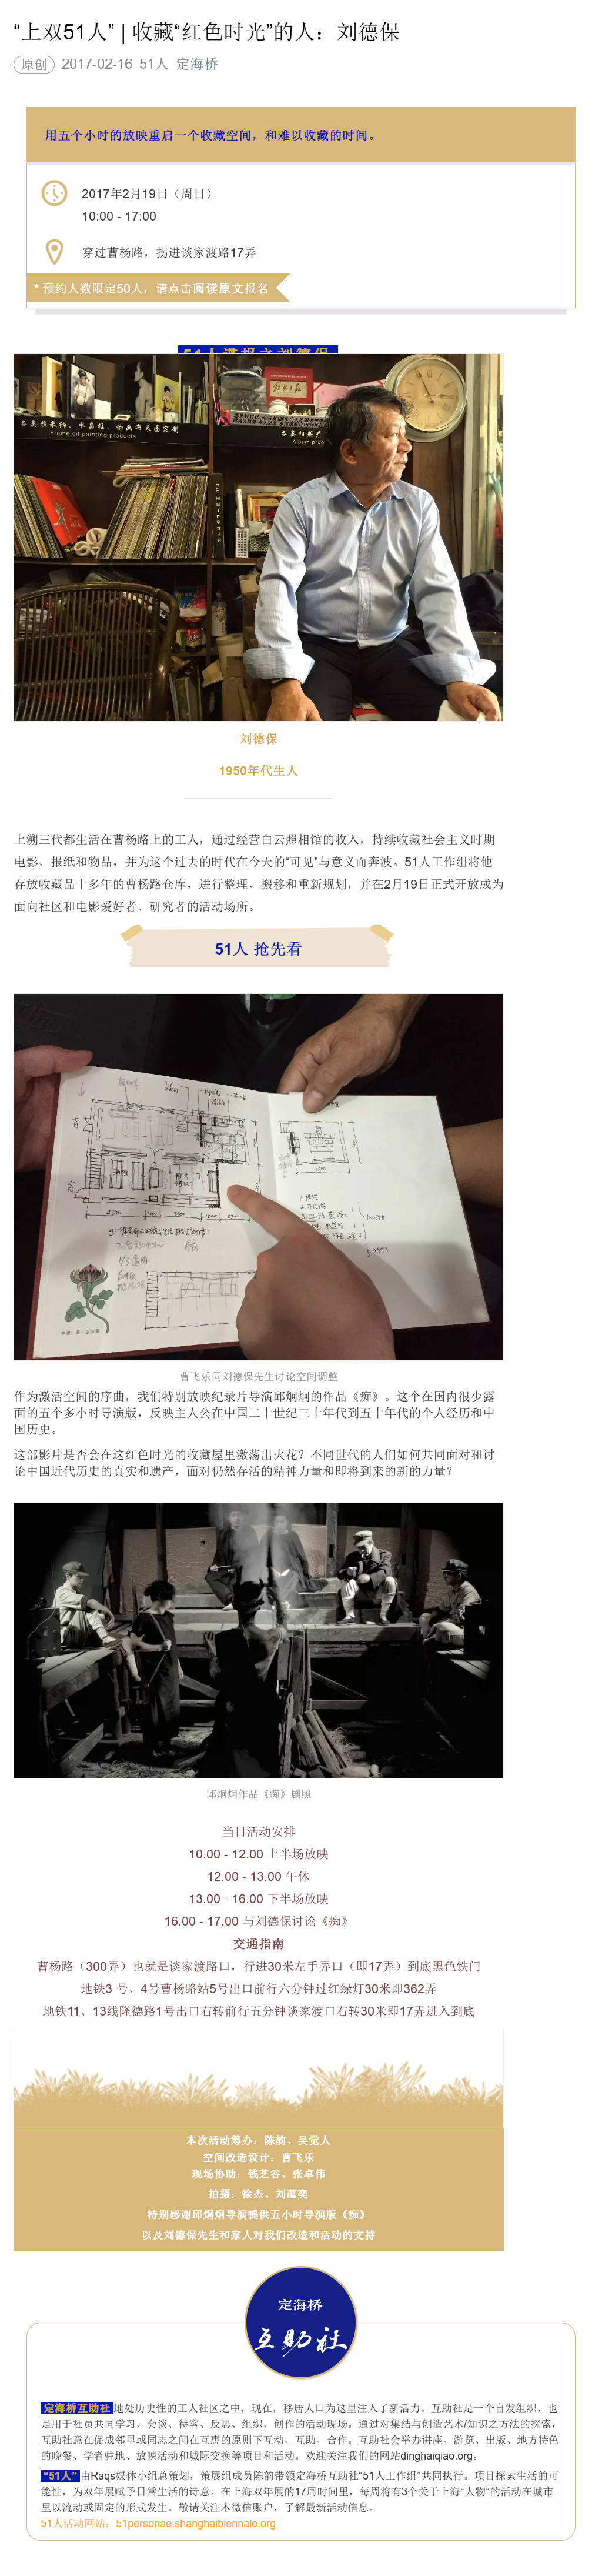 “上双51人” | 收藏“红色时光”的人：刘德保
原创 2017-02-16 51人 定海桥
用五个小时的放映重启一个收藏空间，和难以收藏的时间。
2017年2月19日（周日）
10:00 - 17:00
穿过曹杨路，拐进谈家渡路17弄
* 预约人数限定50人，请点击阅读原文报名
各类拉米纳、水晶框、油画布来图定制
Frame,oil painting products
刘德保
1950年代生人
上溯三代都生活在曹杨路上的工人，通过经营白云照相馆的收入，持续收藏社会主义时期
电影、报纸和物品，并为这个过去的时代在今天的“可见”与意义而奔波。51人工作组将他
存放收藏品十多年的曹杨路仓库，进行整理、搬移和重新规划，并在2月19日正式开放成为
面向社区和电影爱好者、研究者的活动场所。
51人 抢先看
曹飞乐同刘德保先生讨论空间调整
作为激活空间的序曲，我们特别放映纪录片导演邱炯炯的作品《痴》。这个在国内很少露
面的五个多小时导演版，反映主人公在中国二十世纪三十年代到五十年代的个人经历和中
国历史。
这部影片是否会在这红色时光的收藏屋里激荡出火花？不同世代的人们如何共同面对和讨
论中国近代历史的真实和遗产，面对仍然存活的精神力量和即将到来的新的力量？
邱炯炯作品《痴》剧照
当日活动安排
10.00 - 12.00 上半场放映
12.00 - 13.00 午休
13.00 - 16.00 下半场放映
16.00 - 17.00 与刘德保讨论《痴》
交通指南
曹杨路（300弄）也就是谈家渡路口，行进30米左手弄口（即17弄）到底黑色铁门
地铁3 号、4号曹杨路站5号出口前行六分钟过红绿灯30米即362弄
地铁11、13线隆德路1号出口右转前行五分钟谈家渡口右转30米即17弄进入到底
本次活动筹办：陈韵、吴觉人
空间改造设计：曹飞乐
现场协助：钱芝谷、张卓伟
拍摄：徐杰、刘蕴奕
特别感谢邱炯炯导演提供五小时导演版《痴》
以及刘德保先生和家人对我们改造和活动的支持
定海桥
互助社
定海桥互助社 地处历史性的工人社区之中，现在，移居人口为这里注入了新活力。互助社是一个自发组织，也
是用于社员共同学习、会谈、待客、反思、组织、创作的活动现场。通过对集结与创造艺术/知识之方法的探索，
互助社意在促成邻里或同志之间在互惠的原则下互动、互助、合作。互助社会举办讲座、游览、出版、地方特色
的晚餐、学者驻地、放映活动和城际交换等项目和活动。欢迎关注我们的网站dinghaiqiao.org。
“51人” 由Raqs媒体小组总策划，策展组成员陈韵带领定海桥互助社“51人工作组”共同执行。项目探索生活的可
能性，为双年展赋予日常生活的诗意。在上海双年展的17周时间里，每周将有3个关于上海“人物”的活动在城市
里以流动或固定的形式发生。敬请关注本微信账户，了解最新活动信息。
51人活动网站：51personae.shanghaibiennale.org